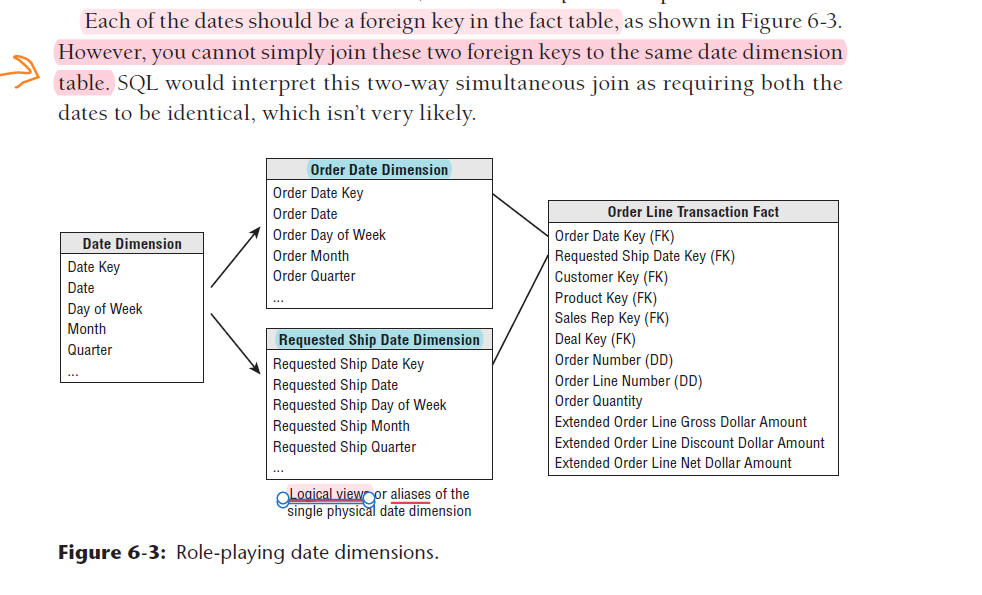 Each of the dates should be a foreign key in the fact table, as shown in Figure 6-3.
However, you cannot simply join these two foreign keys to the same date dimension
table. SQL would interpret this two-way simultaneous join as requiring both the
dates to be identical, which isn't very likely.
Date Dimension
Date Key
Date
Day of Week
Month
Quarter
...
Order Date Dimension
Order Date Key
Order Date
Order Day of Week
Order Month
Order Quarter
...
Requested Ship Date Dimension
Requested Ship Date Key
Requested Ship Date
Requested Ship Day of Week
Requested Ship Month
Requested Ship Quarter
...
Logical views or aliases of the
single physical date dimension
Order Line Transaction Fact
Order Date Key (FK)
Requested Ship Date Key (FK)
Customer Key (FK)
Product Key (FK)
Sales Rep Key (FK)
Deal Key (FK)
Order Number (DD)
Order Line Number (DD)
Order Quantity
Extended Order Line Gross Dollar Amount
Extended Order Line Discount Dollar Amount
Extended Order Line Net Dollar Amount
Figure 6-3: Role-playing date dimensions.